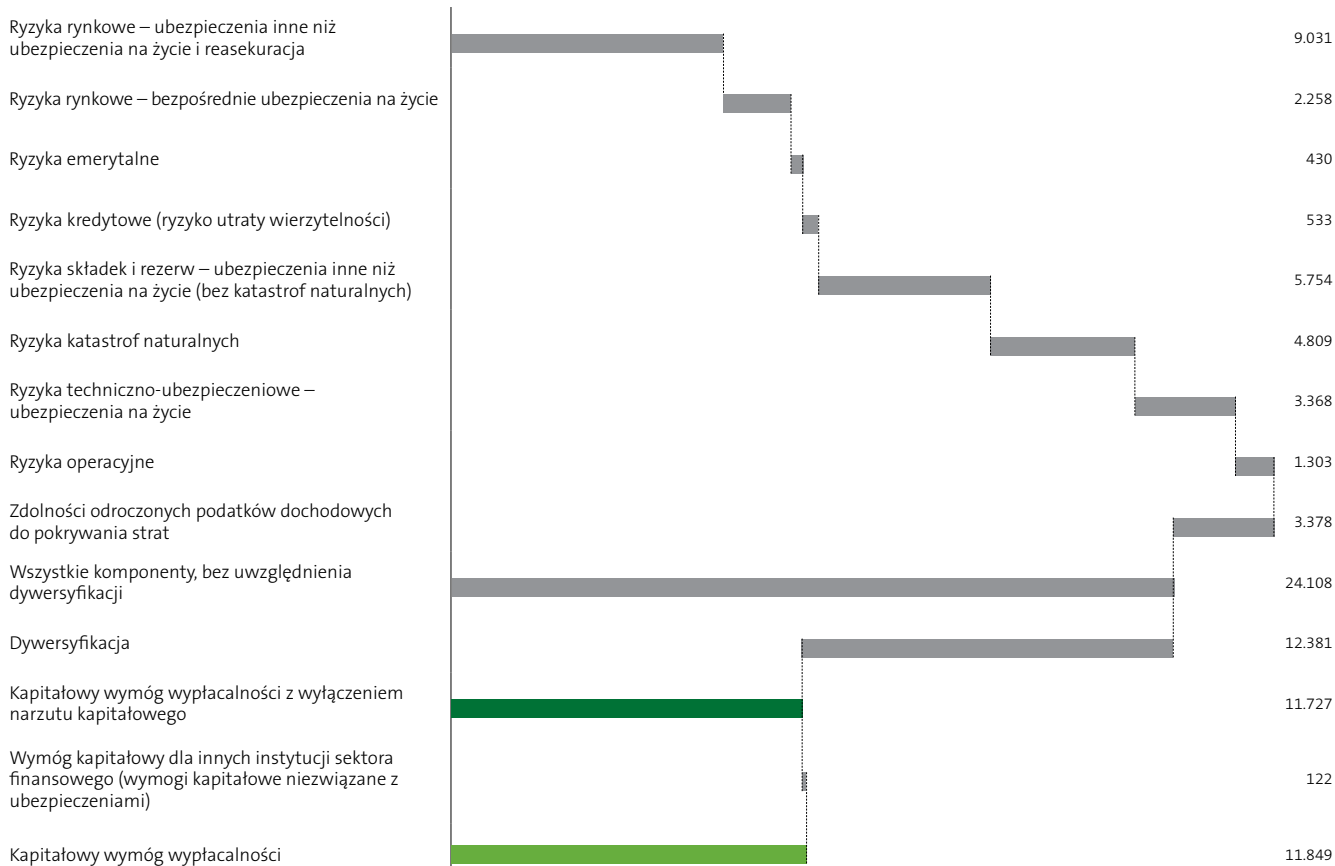 Ryzyka rynkowe – ubezpieczenia inne niż
ubezpieczenia na życie i reasekuracja
9.031
Ryzyka rynkowe – bezpośrednie ubezpieczenia na życie
2.258
Ryzyka emerytalne
430
Ryzyka kredytowe (ryzyko utraty wierzytelności)
533
Ryzyka składek i rezerw – ubezpieczenia inne niż
ubezpieczenia na życie (bez katastrof naturalnych)
5.754
Ryzyka katastrof naturalnych
4.809
Ryzyka techniczno-ubezpieczeniowe –
ubezpieczenia na życie
3.368
Ryzyka operacyjne
1.303
Zdolności odroczonych podatków dochodowych
do pokrywania strat
3.378
Wszystkie komponenty, bez uwzględnienia
dywersyfikacji
24.108
Dywersyfikacja
12.381
Kapitałowy wymóg wypłacalności z wyłączeniem
narzutu kapitałowego
11.727
Wymóg kapitałowy dla innych instytucji sektora
finansowego (wymogi kapitałowe niezwiązane z
ubezpieczeniami)
122
Kapitałowy wymóg wypłacalności
11.849